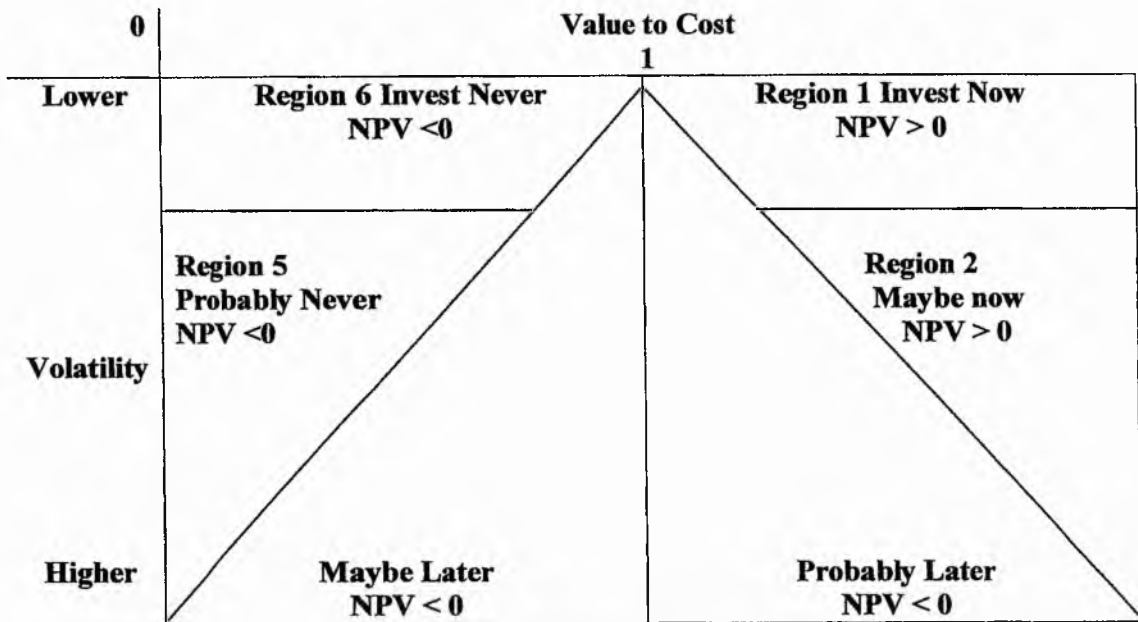 0
Value to Cost
1
Lower
Region 6 Invest Never
NPV <0
Region 1 Invest Now
NPV > 0
Region 5
Probably Never
NPV <0
Region 2
Maybe now
NPV > 0
Volatility
Higher
Maybe Later
NPV < 0
Probably Later
NPV < 0